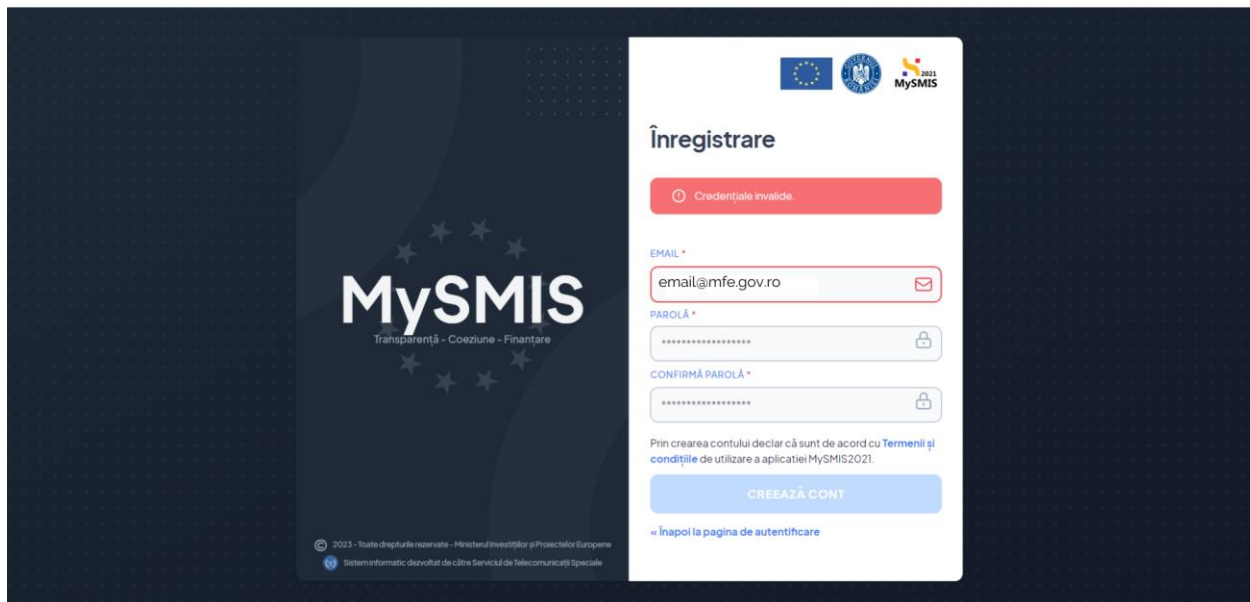 MySMIS
Transparență - Coeziune - Finanțare
2023 - Toate drepturile rezervate - Ministerul Investițiilor și Proiectelor Europene
Sistem informatic dezvoltat de către Serviciul de Telecomunicații Speciale
GUVERNUL ROMÂNIEI
2021
MySMIS
Înregistrare
Credențiale invalide.
EMAIL *
email@mfe.gov.ro
PAROLĂ *
******************
CONFIRMĂ PAROLĂ *
******************
Prin crearea contului declar că sunt de acord cu Termenii și
condițiile de utilizare a aplicatiei MySMIS2021.
CREEAZĂ CONT
« Înapoi la pagina de autentificare